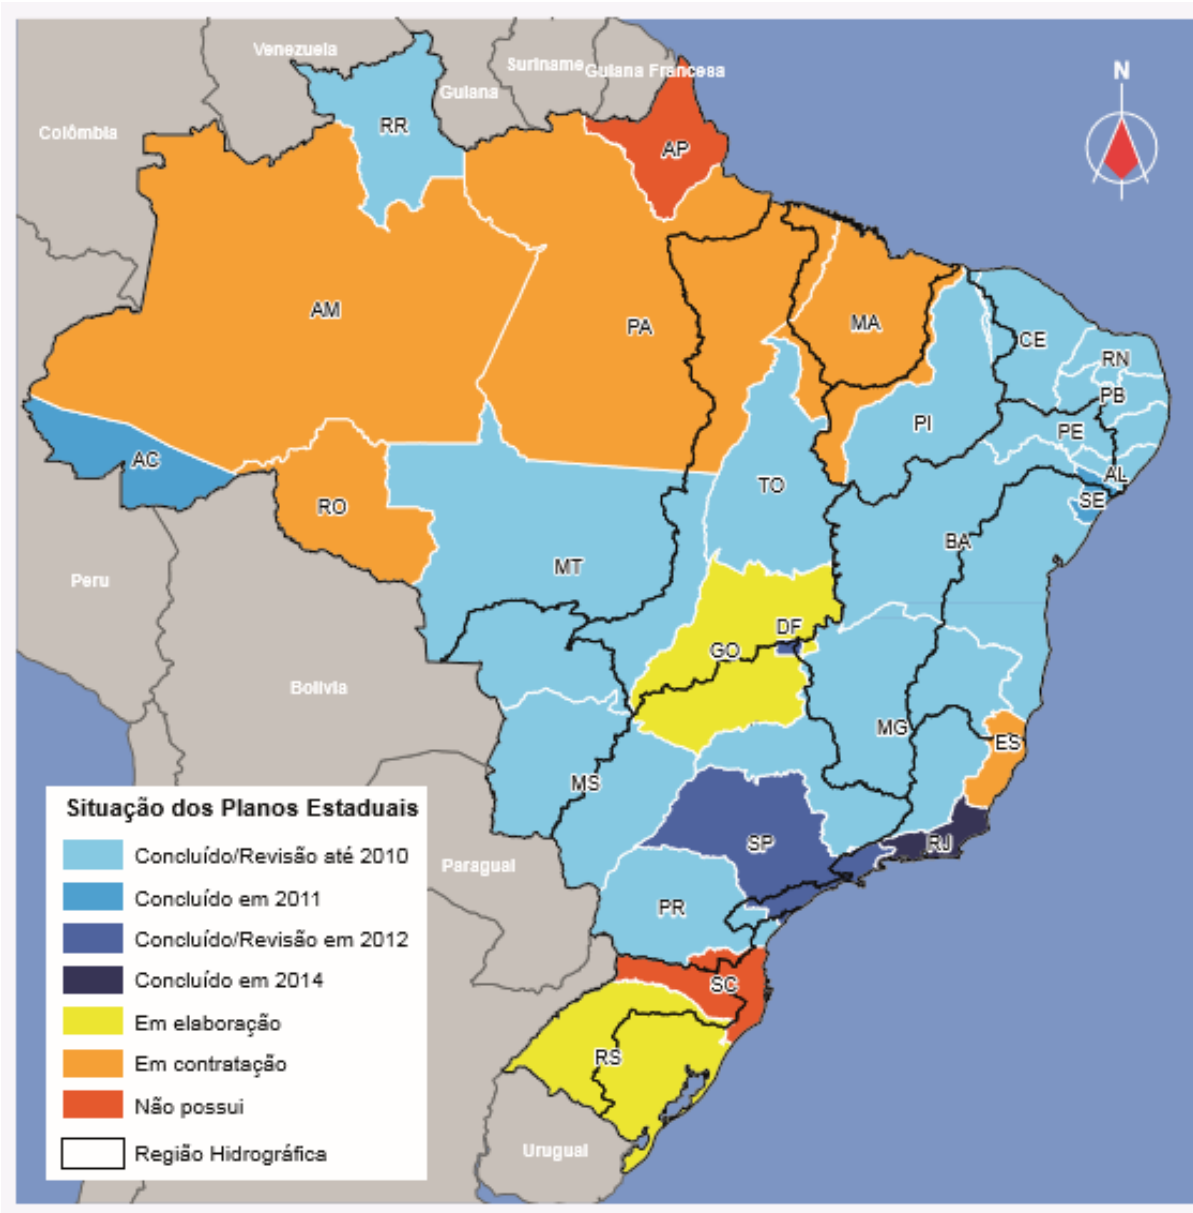 Venezuela
Suriname
Guiana Francesa
Guiana
Colômbia
N
RR
AP
AM
PA
MA
CE
RN
PB
PI
PE
AC
AL
TO
SE
RO
BA
MT
Peru
DF
GO
Bolivia
MG
ES
MS
SP
RJ
Paraguai
PR
SC
RS
Uruguai
Situação dos Planos Estaduais
Concluído/Revisão até 2010
Concluído em 2011
Concluído/Revisão em 2012
Concluído em 2014
Em elaboração
Em contratação
Não possui
Região Hidrográfica